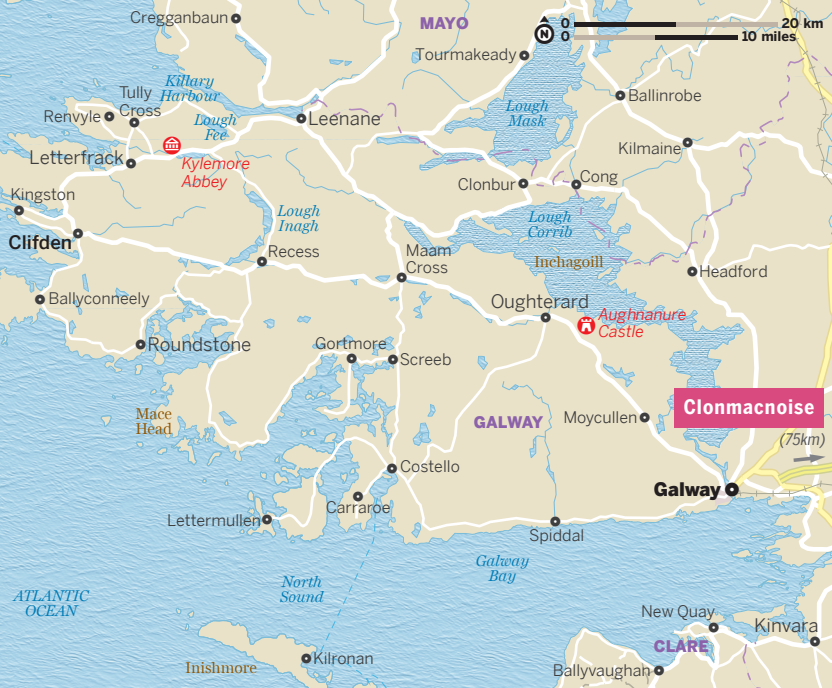 Cregganbaun
MAYO
0
20 km
N
0
10 miles
Tourmakeady
Killary
Harbour
Tully
Cross
Renvyle
Lough
Fee
Leenane
Lough
Mask
Ballinrobe
Kilmaine
Letterfrack
Kylemore
Abbey
Clonbur
Cong
Kingston
Lough
Inagh
Lough
Corrib
Clifden
Recess
Maam
Cross
Inchagoill
Headford
Ballyconneely
Oughterard
Aughnanure
Castle
Roundstone
Gortmore
Screeb
Mace
Head
GALWAY
Moycullen
Clonmacnoise
(75km)
Costello
Galway
Carraroe
Lettermullen
Spiddal
Galway
Bay
North
Sound
ATLANTIC
OCEAN
New Quay
Kinvara
CLARE
Kilronan
Inishmore
Ballyvaughan